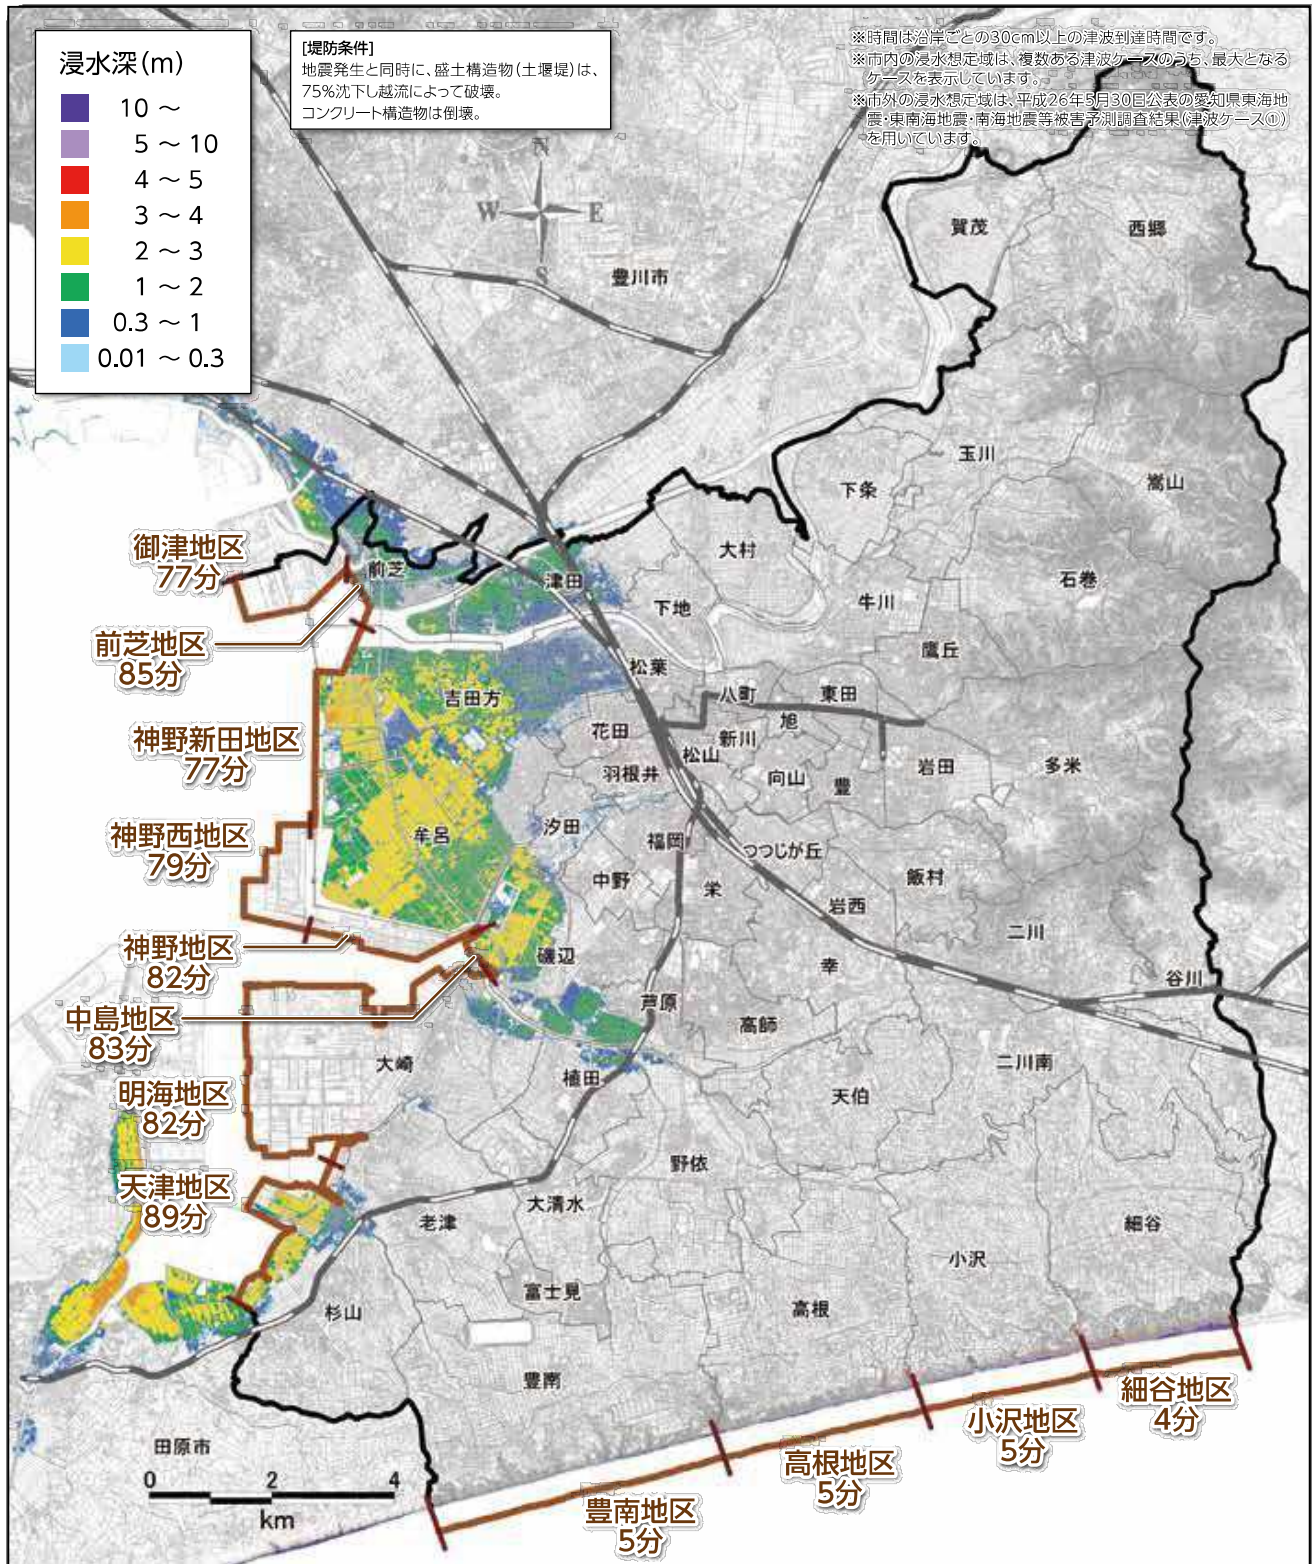 浸水深(m)
10 ～
5 ～ 10
4 ～ 5
3 ～ 4
2 ～ 3
1 ～ 2
0.3 ～ 1
0.01 ～ 0.3
[堤防条件]
地震発生と同時に、盛土構造物(土堰堤)は、
75%沈下し越流によって破壊。
コンクリート構造物は倒壊。
※時間は沿岸ごとの30cm以上の津波到達時間です。
※市内の浸水想定域は、複数ある津波ケースのうち、最大となる
ケースを表示しています。
※市外の浸水想定域は、平成26年5月30日公表の愛知県東海地
震・東南海地震・南海地震等被害予測調査結果(津波ケース①)
を用いています。
N
W
E
S
豊川市
賀茂
西郷
玉川
嵩山
下条
大村
石巻
御津地区
77分
前芝
津田
下地
牛川
前芝地区
85分
鷹丘
松葉
吉田方
八町
東田
旭
花田
新川
松山
神野新田地区
77分
羽根井
向山
豊
岩田
多米
神野西地区
79分
牟呂
汐田
福岡
つつじが丘
中野
栄
飯村
岩西
二川
神野地区
82分
磯辺
幸
谷川
中島地区
83分
芦原
高師
大崎
植田
二川南
明海地区
82分
天伯
野依
天津地区
89分
老津
大清水
細谷
小沢
杉山
富士見
高根
豊南
細谷地区
4分
小沢地区
5分
高根地区
5分
豊南地区
5分
田原市
0 2 4
km